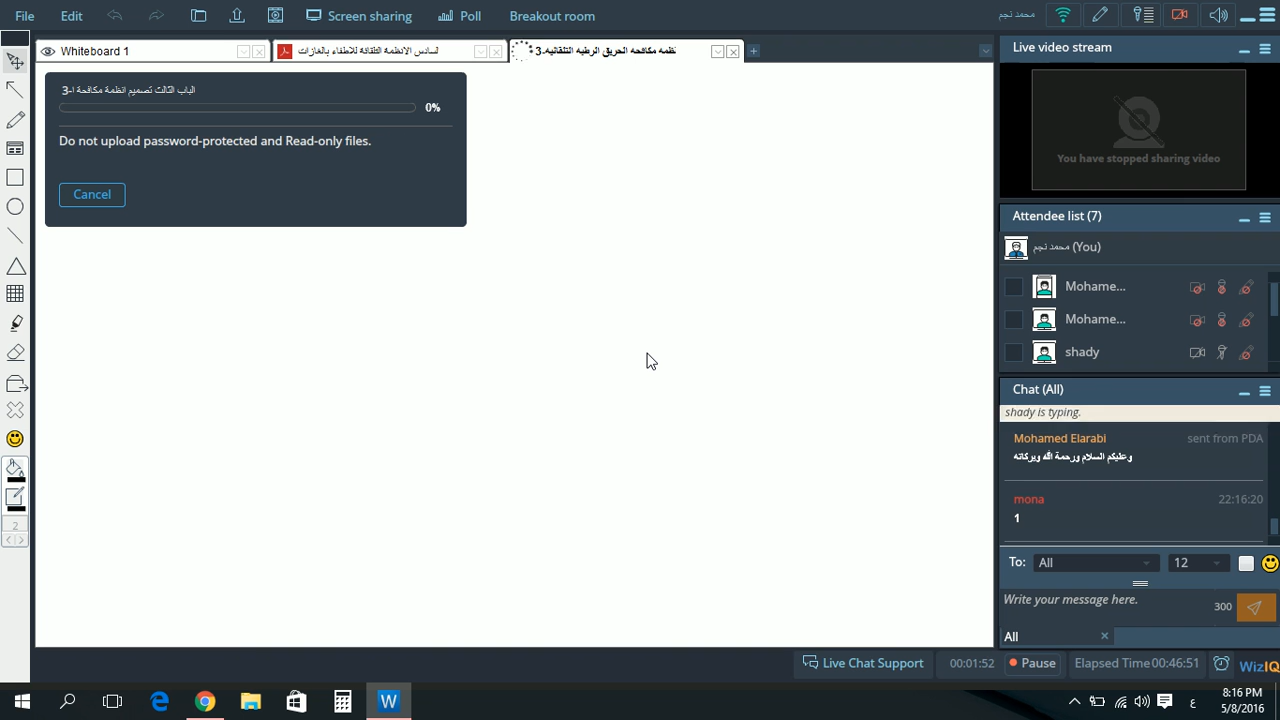 File
Edit
Screen sharing
Poll
Breakout room
محمد نجم
Whiteboard 1
لسادس الانظمة التلقائة للاطفاء بالغازات
3.نظمه مكافحه الحريق الرطبه التلقائيه
Live video stream
3-الباب الثالث تصميم انظمة مكافحة ا
0%
Do not upload password-protected and Read-only files.
Cancel
You have stopped sharing video
Attendee list (7)
محمد نجم (You)
Mohame...
Mohame...
shady
Chat (All)
shady is typing.
Mohamed Elarabi
sent from PDA
وعليكم السلام ورحمة الله وبركاته
mona
22:16:20
1
To:
All
12
Write your message here.
300
All
2
Live Chat Support
00:01:52
Pause
Elapsed Time 00:46:51
WizIQ
8:16 PM
5/8/2016
ع